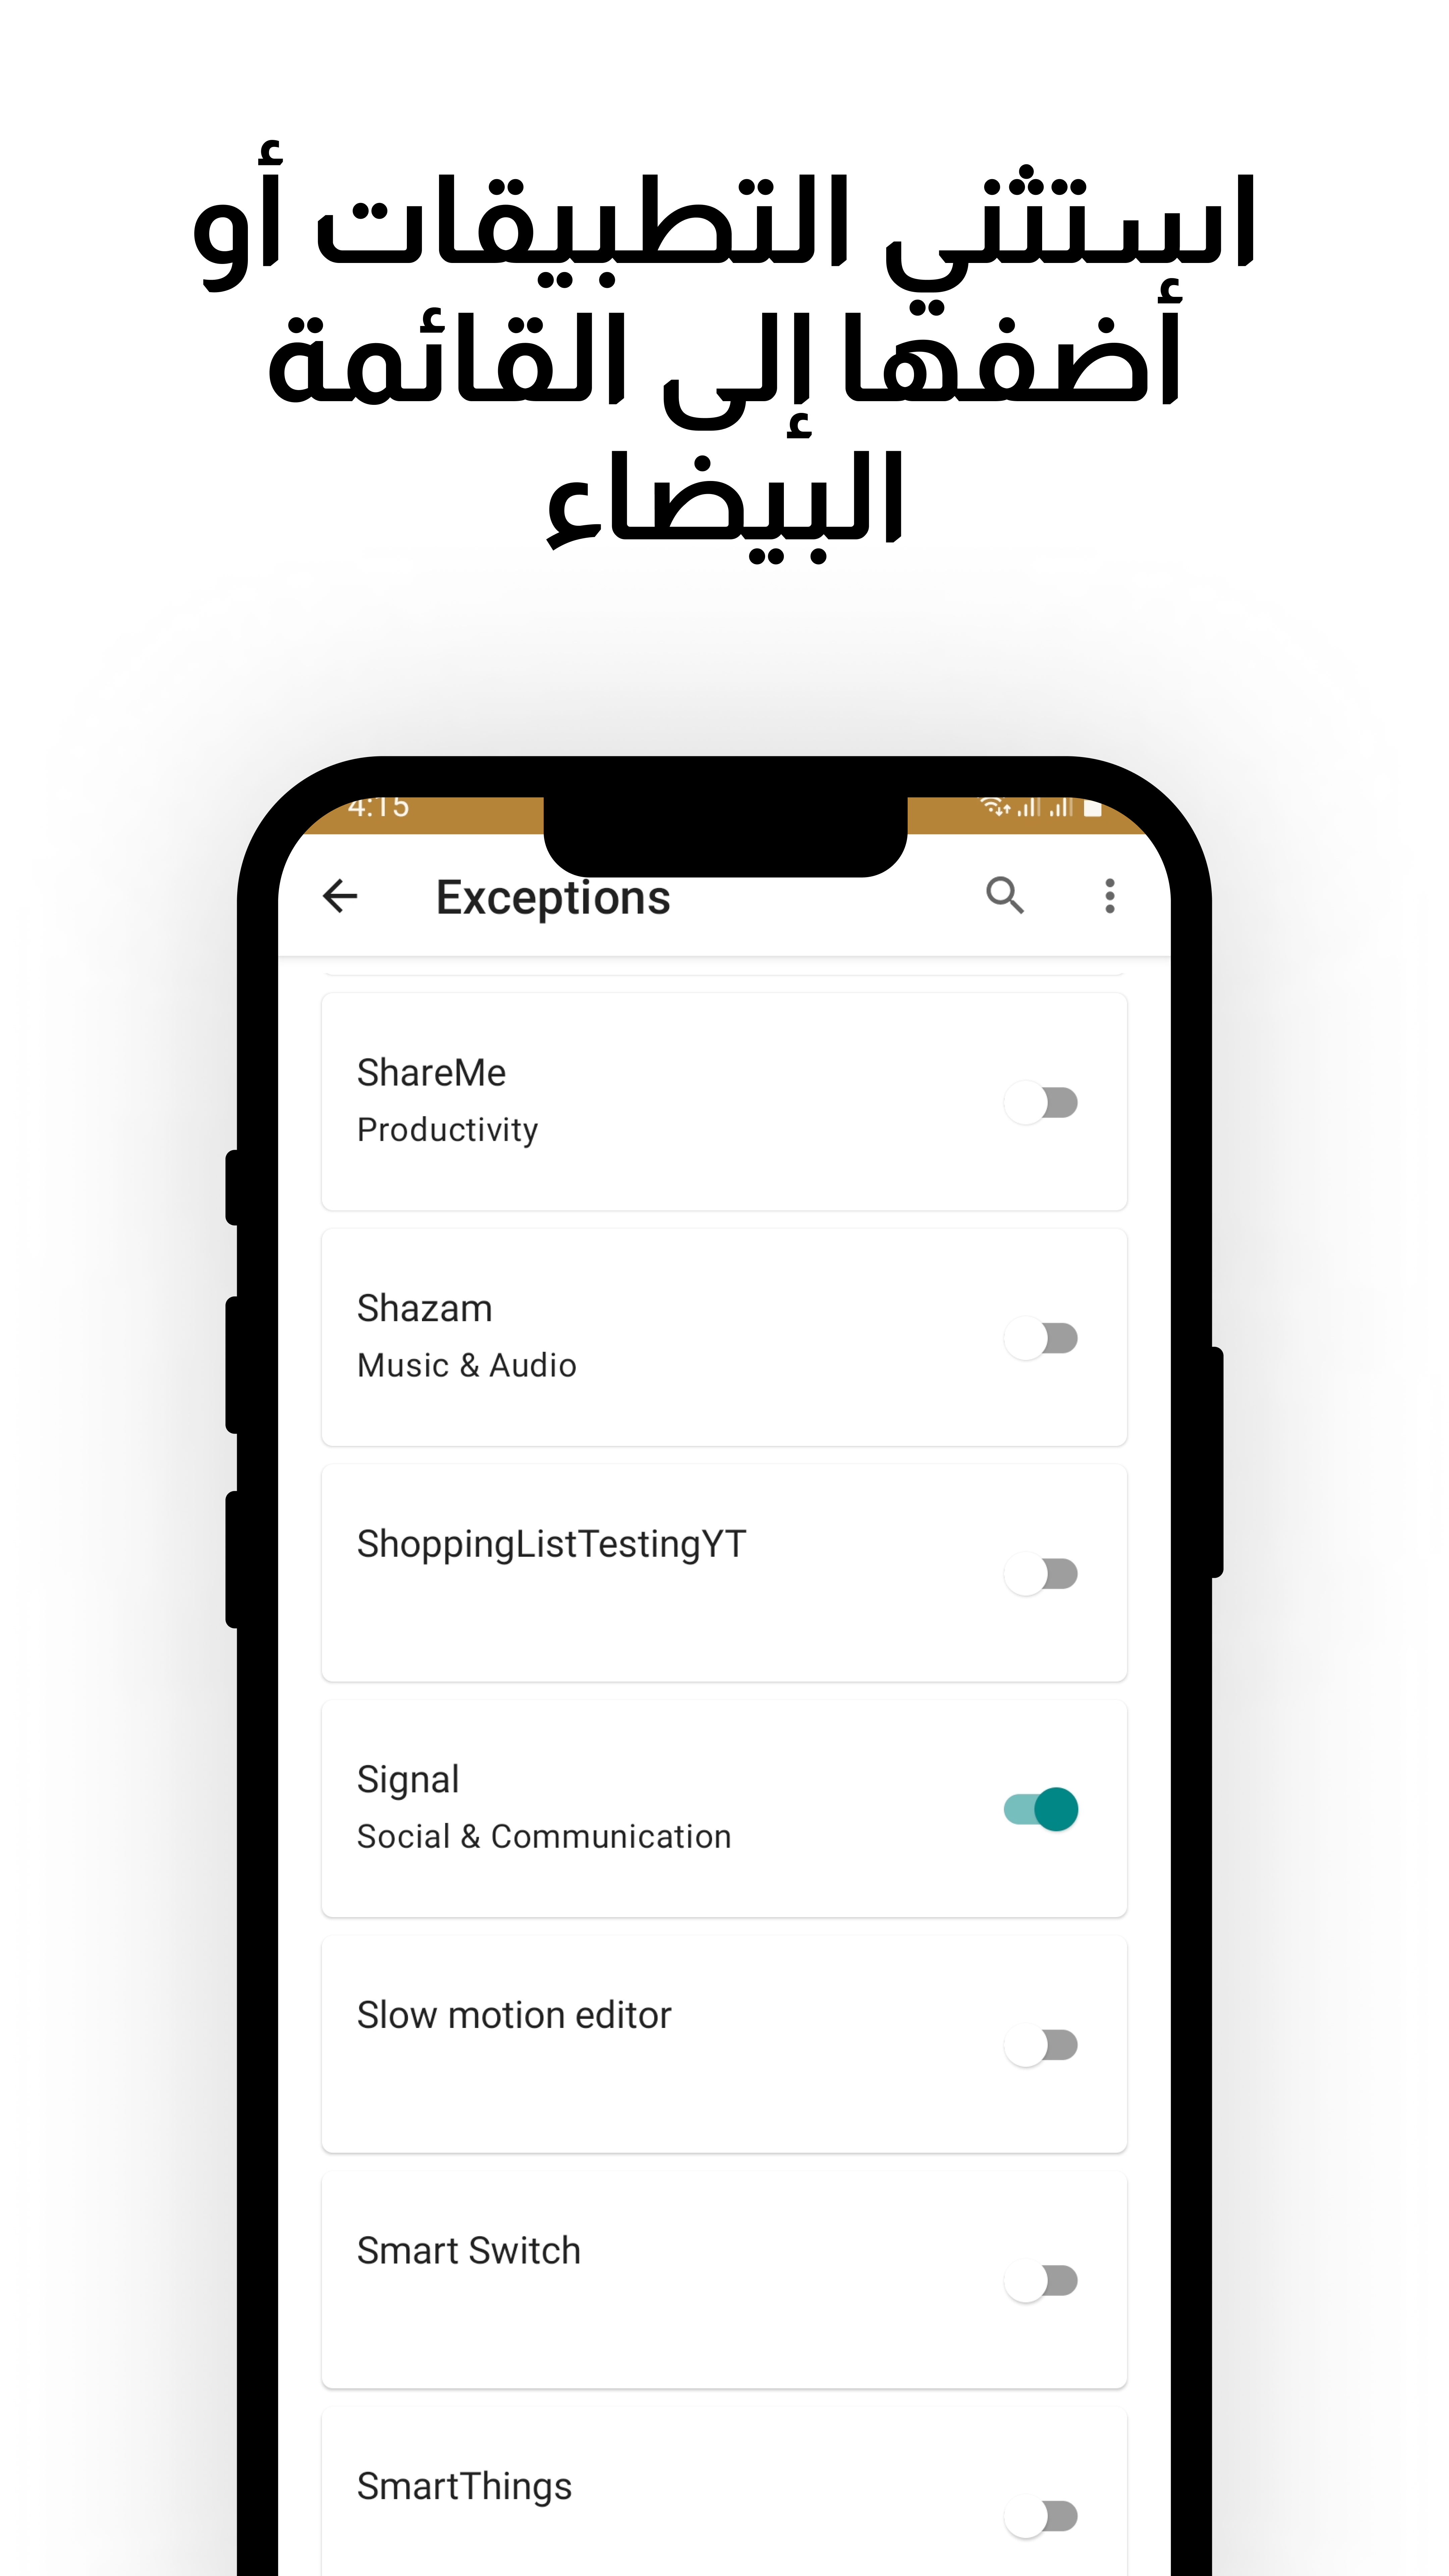 استثني التطبيقات أو
أضفها إلى القائمة
البيضاء
4:15
Exceptions
ShareMe
Productivity
Shazam
Music & Audio
ShoppingListTestingYT
Signal
Social & Communication
Slow motion editor
Smart Switch
SmartThings